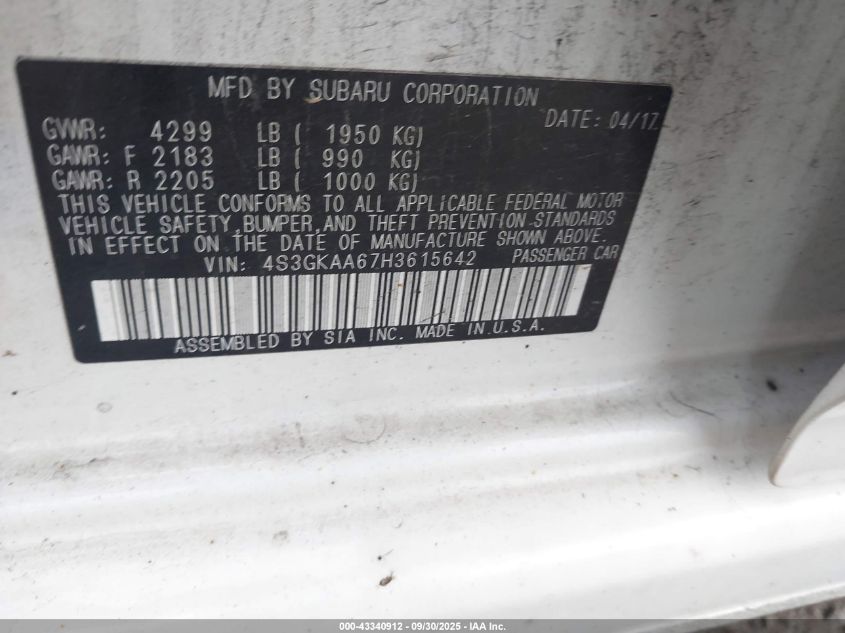 MFD BY SUBARU CORPORATION
DATE: 04/17
GVWR: 4299 LB ( 1950 KG)
GAWR: F 2183 LB ( 990 KG)
GAWR: R 2205 LB ( 1000 KG)
THIS VEHICLE CONFORMS TO ALL APPLICABLE FEDERAL MOTOR
VEHICLE SAFETY,BUMPER,AND THEFT PREVENTION STANDARDS
IN EFFECT ON THE DATE OF MANUFACTURE SHOWN ABOVE.
VIN: 4S3GKAA67H3615642 PASSENGER CAR
ASSEMBLED BY SIA INC. MADE IN U.S.A.
000-43340912 - 09/30/2025 - IAA Inc.